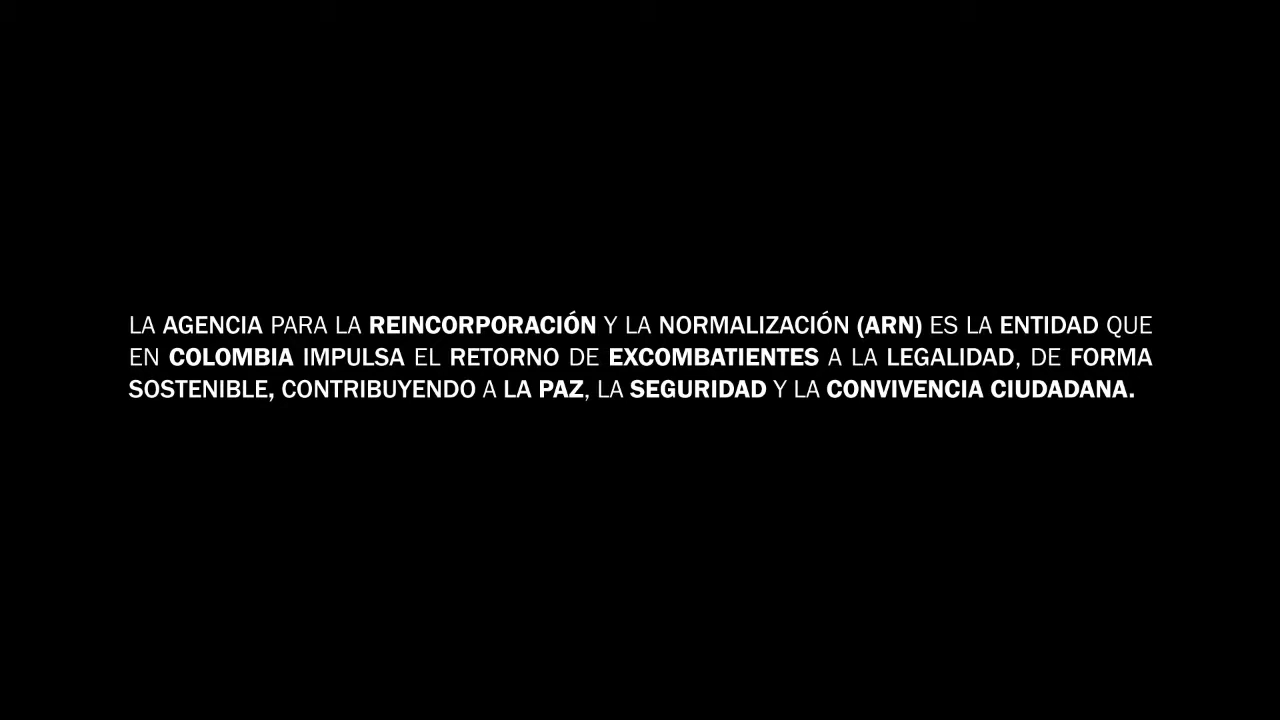 LA AGENCIA PARA LA REINCORPORACIÓN Y LA NORMALIZACIÓN (ARN) ES LA ENTIDAD QUE
EN COLOMBIA IMPULSA EL RETORNO DE EXCOMBATIENTES A LA LEGALIDAD, DE FORMA
SOSTENIBLE, CONTRIBUYENDO A LA PAZ, LA SEGURIDAD Y LA CONVIVENCIA CIUDADANA.